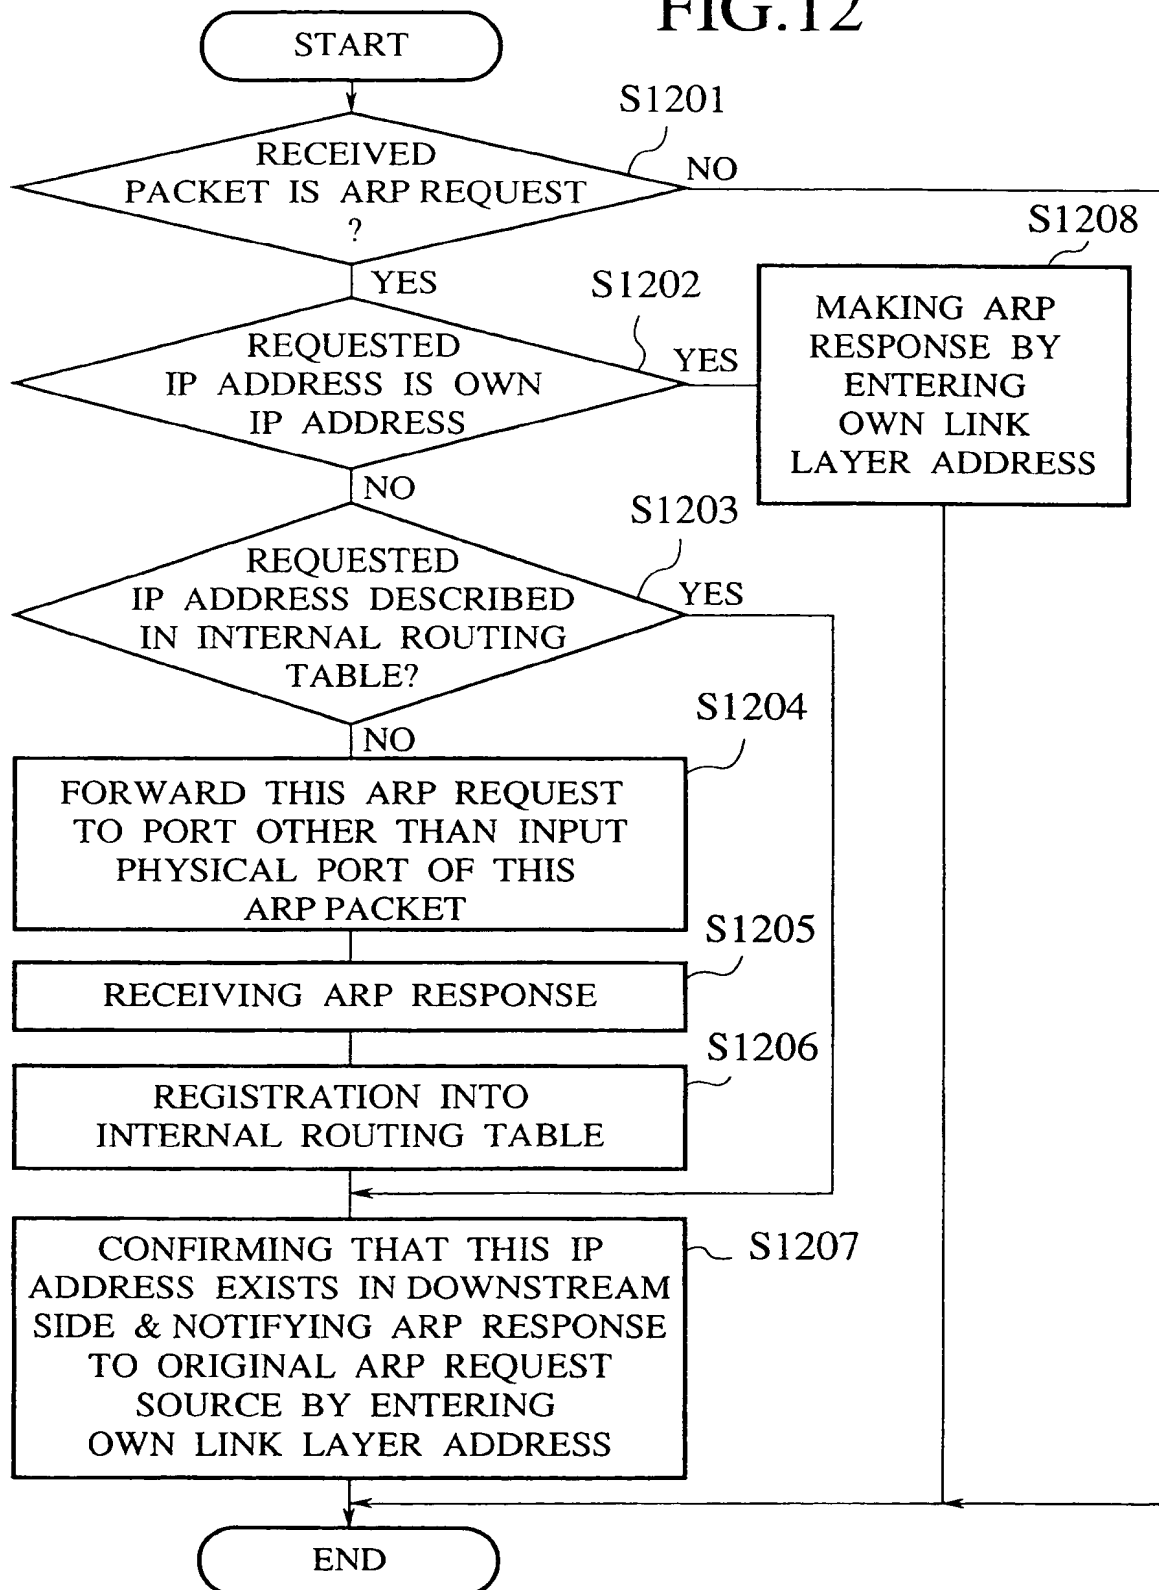 FIG.12
START
S1201
RECEIVED
PACKET IS ARP REQUEST
?
NO
YES
S1202
REQUESTED
IP ADDRESS IS OWN
IP ADDRESS
YES
S1208
MAKING ARP
RESPONSE BY
ENTERING
OWN LINK
LAYER ADDRESS
NO
S1203
REQUESTED
IP ADDRESS DESCRIBED
IN INTERNAL ROUTING
TABLE?
YES
NO
S1204
FORWARD THIS ARP REQUEST
TO PORT OTHER THAN INPUT
PHYSICAL PORT OF THIS
ARP PACKET
S1205
RECEIVING ARP RESPONSE
S1206
REGISTRATION INTO
INTERNAL ROUTING TABLE
S1207
CONFIRMING THAT THIS IP
ADDRESS EXISTS IN DOWNSTREAM
SIDE & NOTIFYING ARP RESPONSE
TO ORIGINAL ARP REQUEST
SOURCE BY ENTERING
OWN LINK LAYER ADDRESS
END